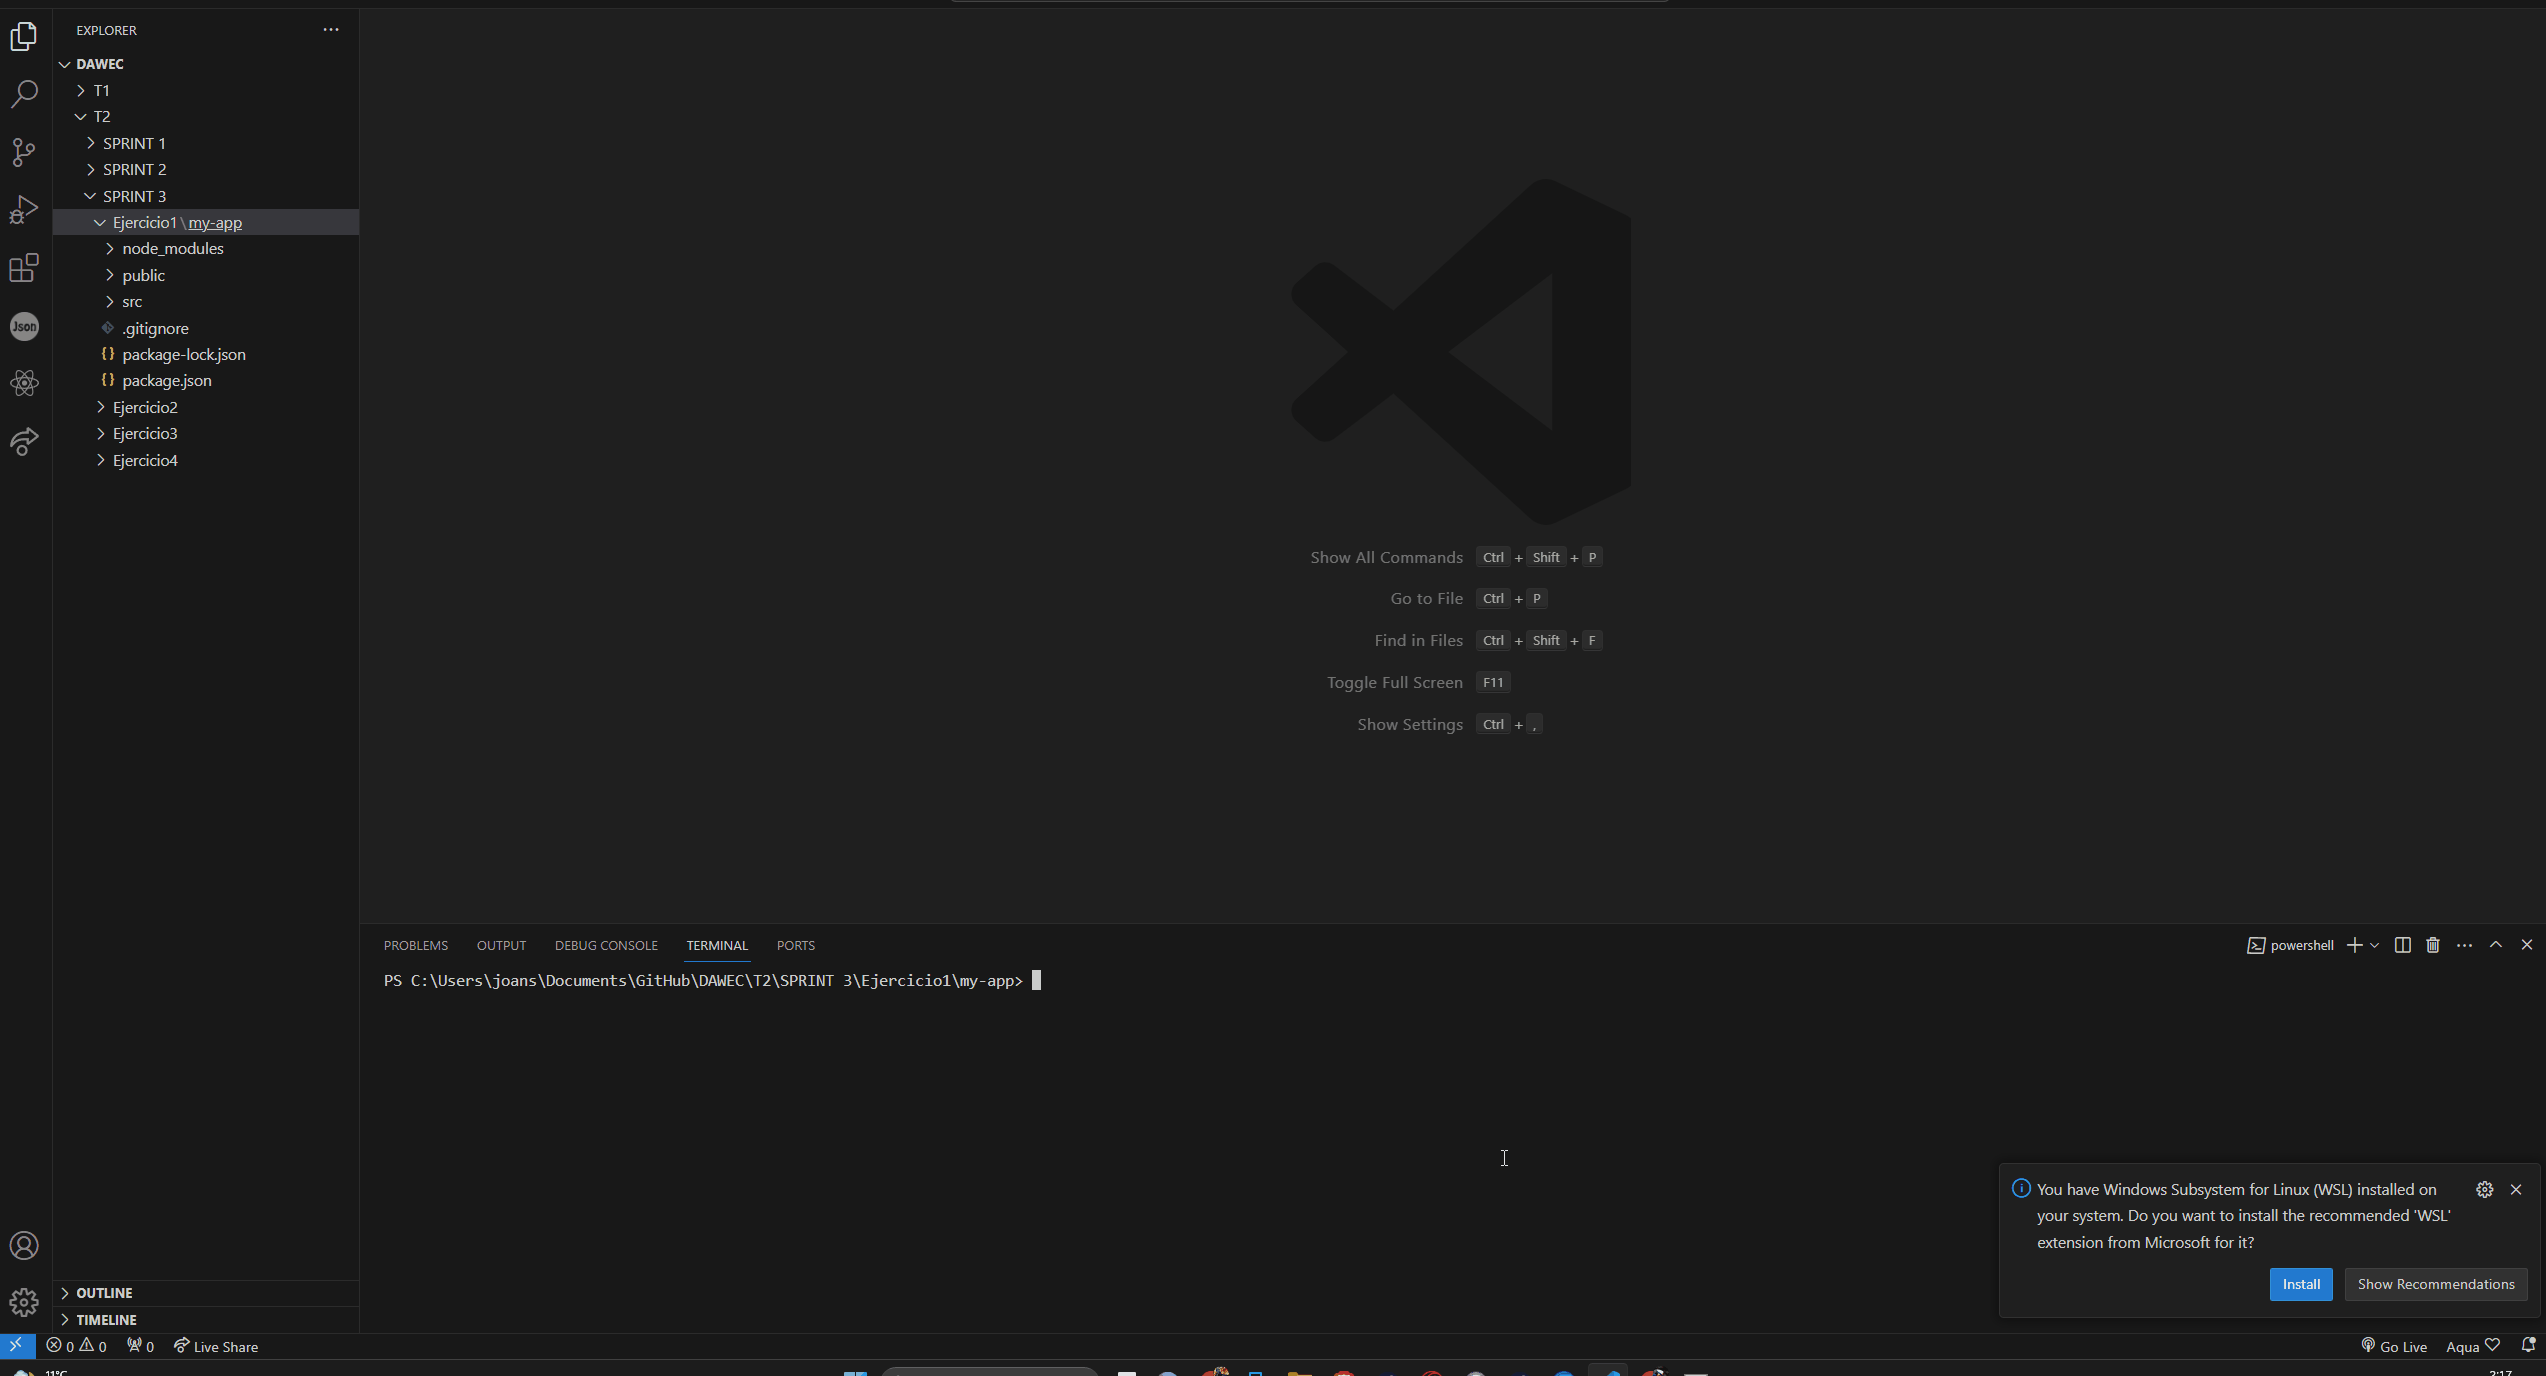 EXPLORER
DAWEC
T1
T2
SPRINT 1
SPRINT 2
SPRINT 3
Ejercicio1\my-app
node_modules
public
src
Json
.gitignore
{} package-lock.json
{} package.json
Ejercicio2
Ejercicio3
Ejercicio4
Show All Commands Ctrl + Shift + P
Go to File Ctrl + P
Find in Files Ctrl + Shift + F
Toggle Full Screen F11
Show Settings Ctrl + ,
PROBLEMS OUTPUT DEBUG CONSOLE TERMINAL PORTS powershell
PS C:\Users\joans\Documents\GitHub\DAWEC\T2\SPRINT 3\Ejercicio1\my-app>
You have Windows Subsystem for Linux (WSL) installed on
your system. Do you want to install the recommended 'WSL'
extension from Microsoft for it?
Install Show Recommendations
OUTLINE
TIMELINE
0 0 0 Live Share Go Live Aqua
11°C